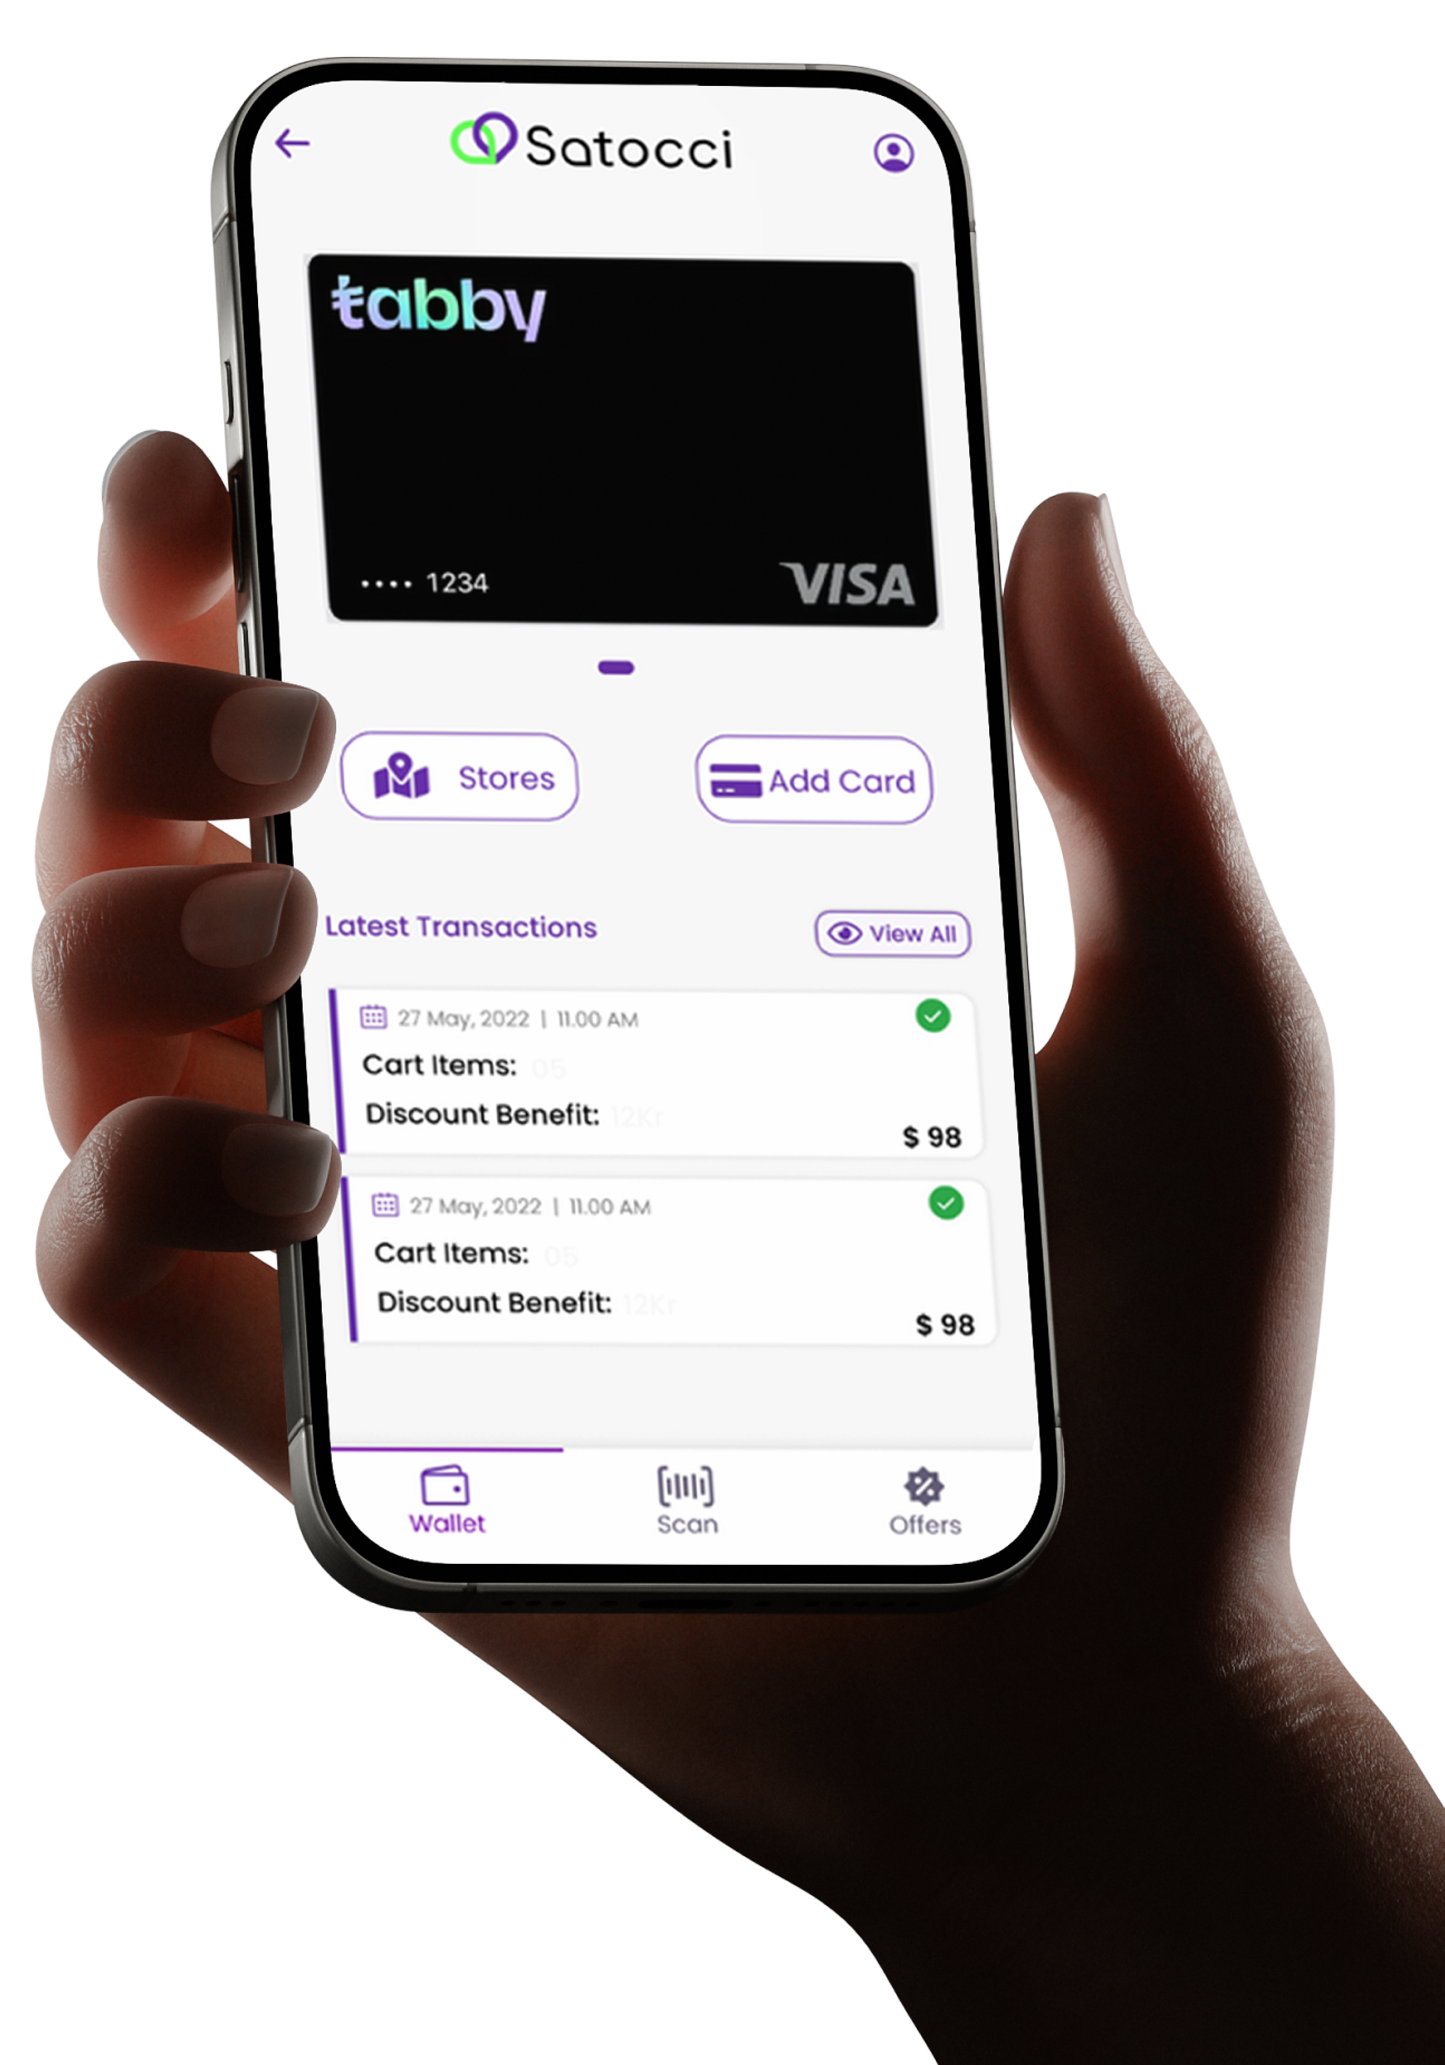 Satocci
tabby
•••• 1234
VISA
Stores
Add Card
Latest Transactions
View All
27 May, 2022 | 11.00 AM
Cart Items: 05
Discount Benefit: 12Kr
$ 98
27 May, 2022 | 11.00 AM
Cart Items: 05
Discount Benefit: 12Kr
$ 98
Wallet
Scan
Offers